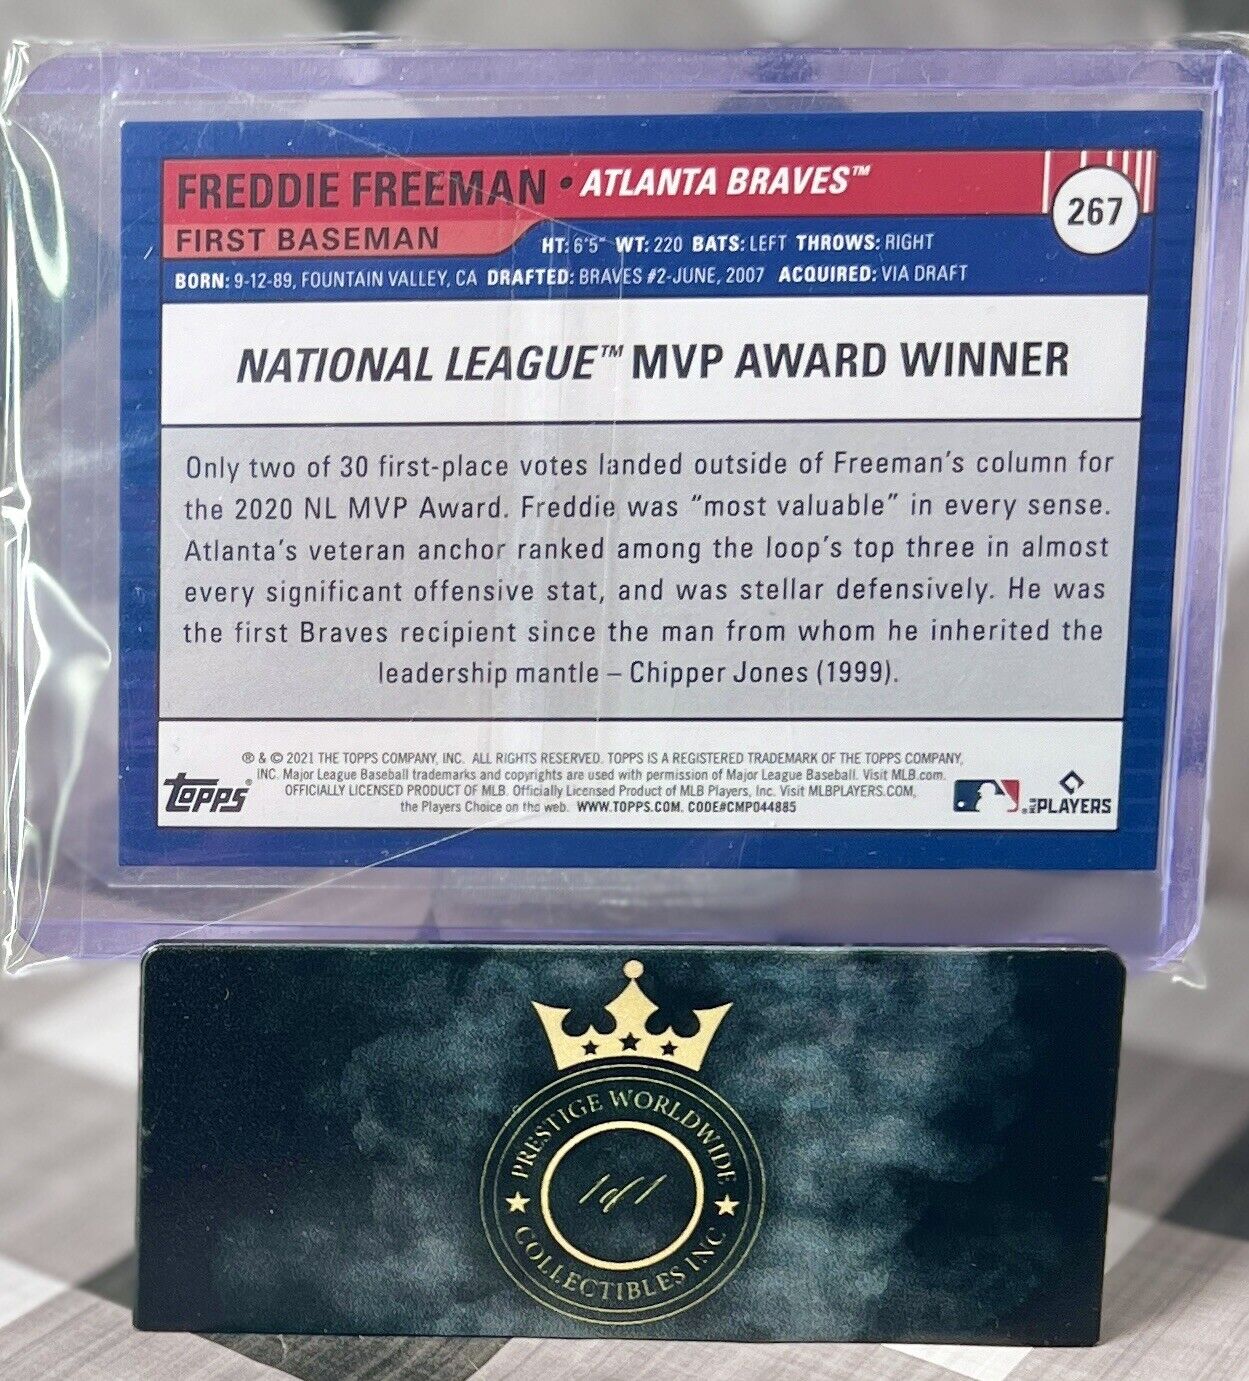 FREDDIE FREEMAN • ATLANTA BRAVES™
267
FIRST BASEMAN
HT: 6'5" WT: 220 BATS: LEFT THROWS: RIGHT
BORN: 9-12-89, FOUNTAIN VALLEY, CA DRAFTED: BRAVES #2-JUNE, 2007 ACQUIRED: VIA DRAFT
NATIONAL LEAGUE™ MVP AWARD WINNER
Only two of 30 first-place votes landed outside of Freeman's column for
the 2020 NL MVP Award. Freddie was “most valuable” in every sense.
Atlanta's veteran anchor ranked among the loop's top three in almost
every significant offensive stat, and was stellar defensively. He was
the first Braves recipient since the man from whom he inherited the
leadership mantle – Chipper Jones (1999).
® & © 2021 THE TOPPS COMPANY, INC. ALL RIGHTS RESERVED. TOPPS IS A REGISTERED TRADEMARK OF THE TOPPS COMPANY,
INC. Major League Baseball trademarks and copyrights are used with permission of Major League Baseball. Visit MLB.com.
OFFICIALLY LICENSED PRODUCT OF MLB. Officially Licensed Product of MLB Players, Inc. Visit MLBPLAYERS.COM,
the Players Choice on the web. WWW.TOPPS.COM. CODE#CMP044885
TOPPS®
MLB PLAYERS
PRESTIGE WORLDWIDE
1 of 1
COLLECTIBLES INC